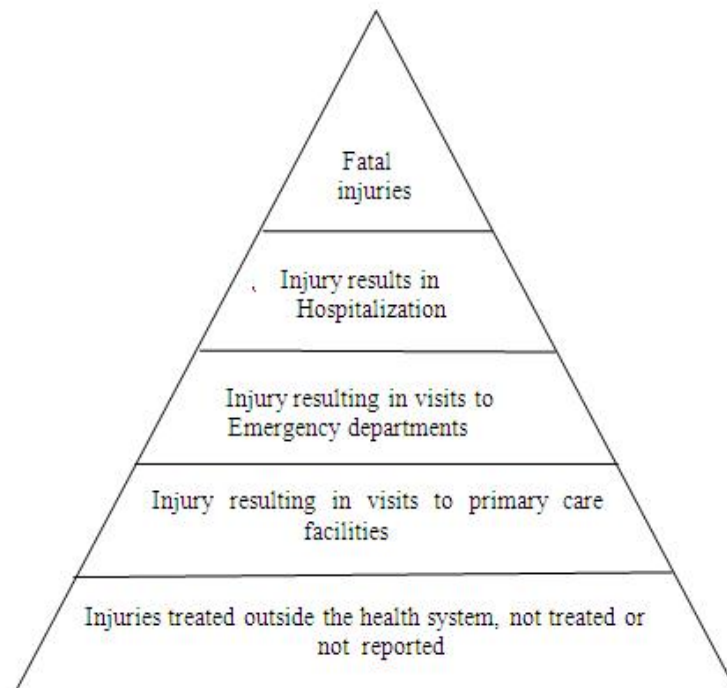 Fatal
injuries
Injury results in
Hospitalization
Injury resulting in visits to
Emergency departments
Injury resulting in visits to primary care
facilities
Injuries treated outside the health system, not treated or
not reported